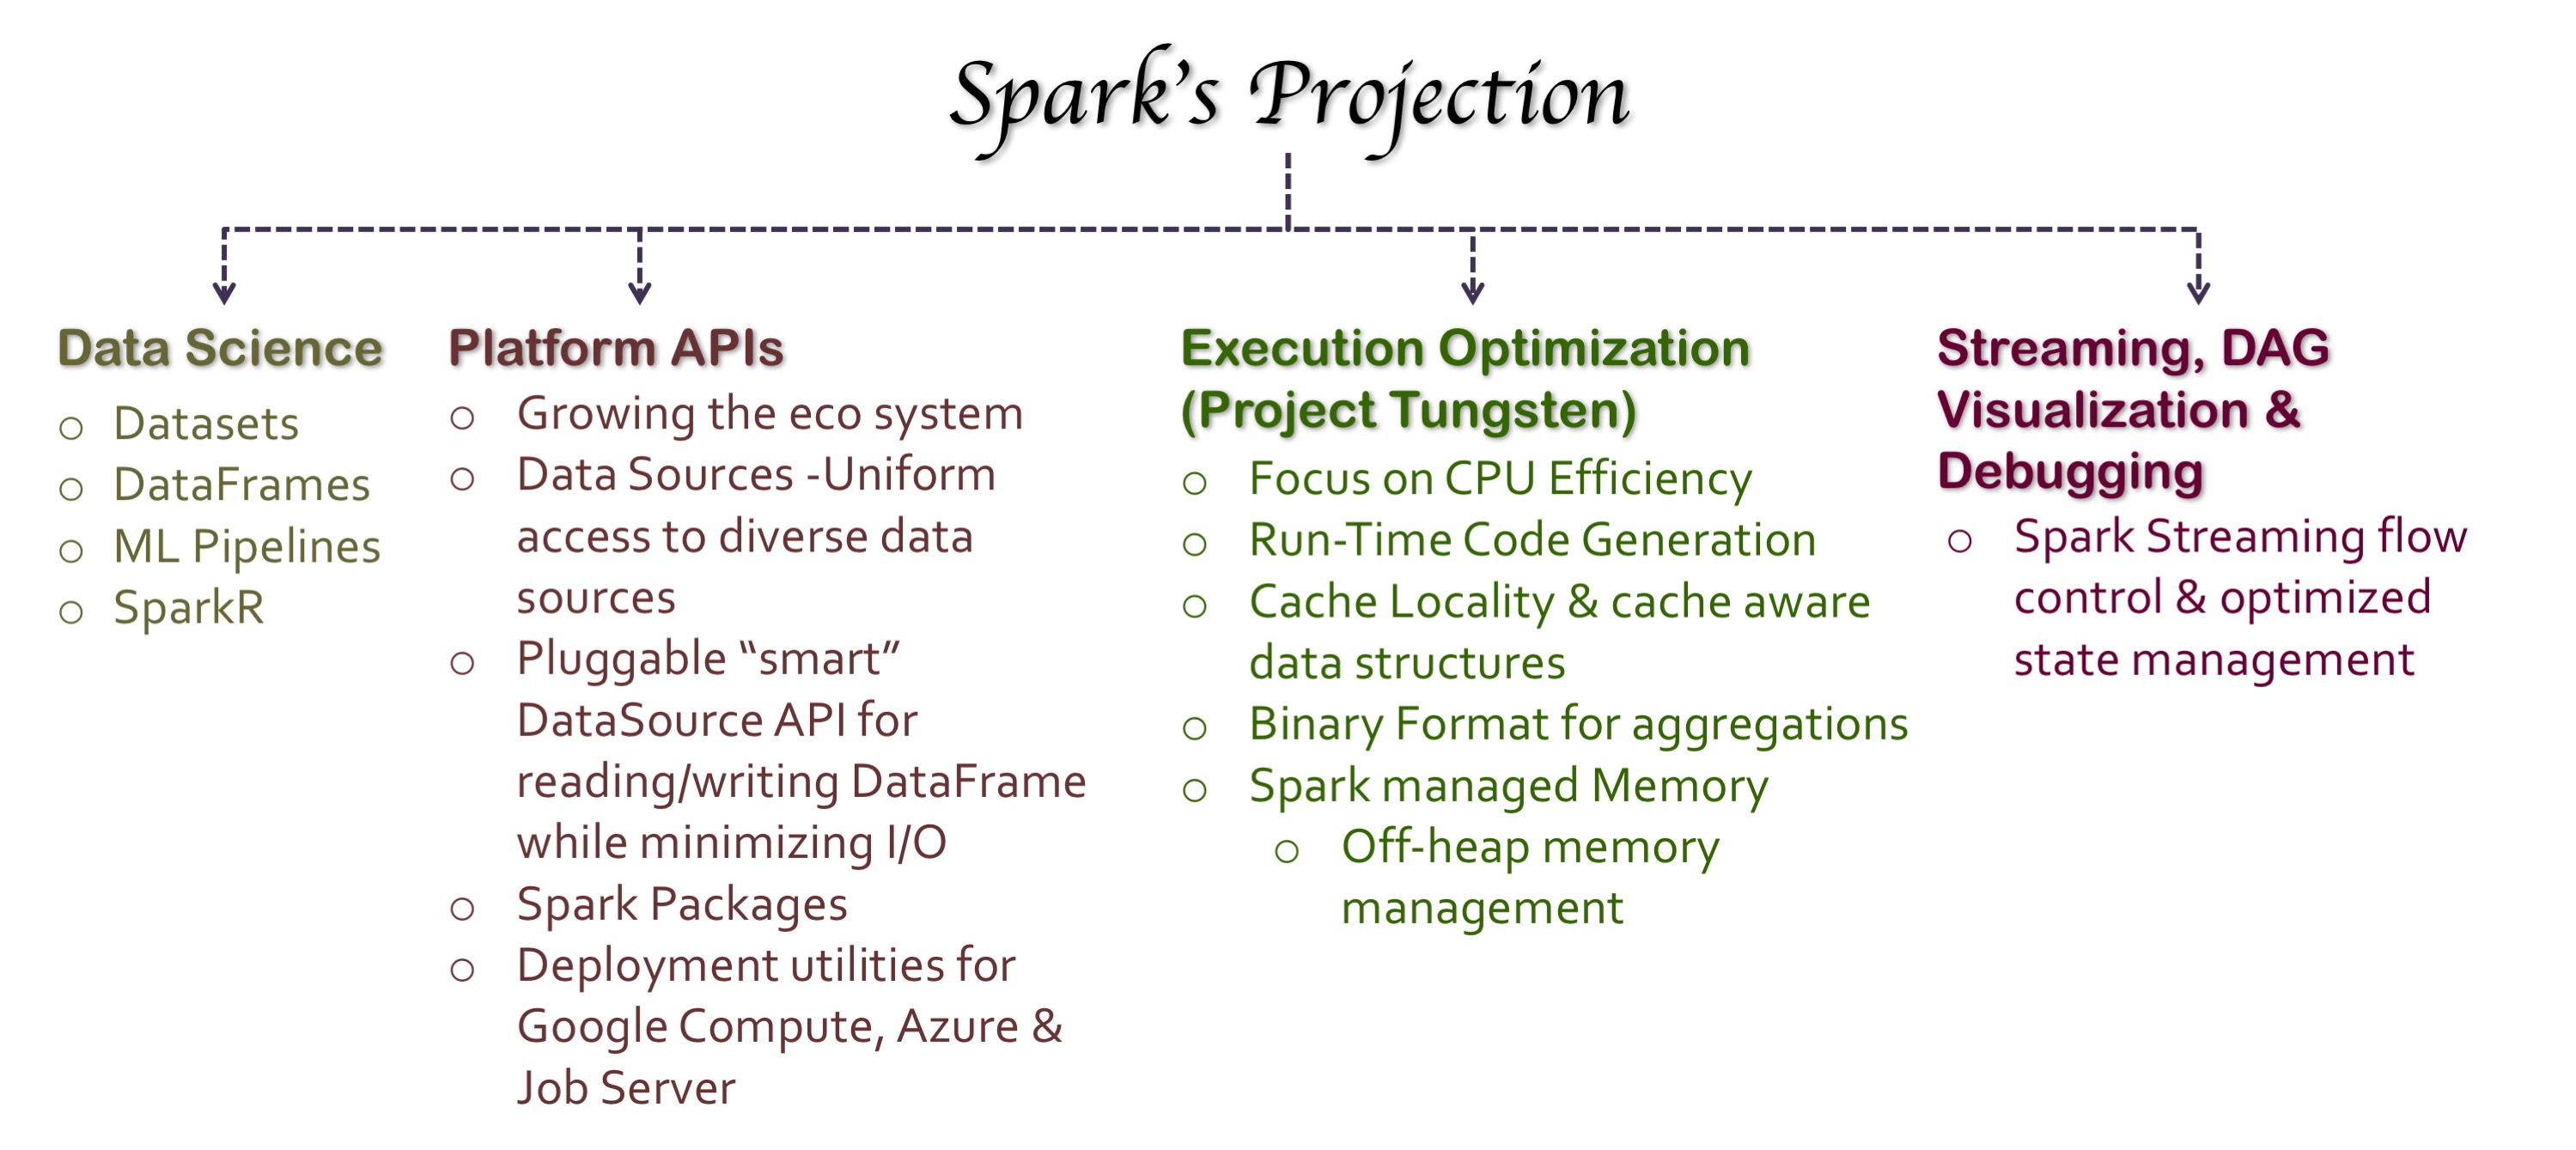 Spark’s Projection
Data Science
o Datasets
o DataFrames
o ML Pipelines
o SparkR
Platform APIs
o Growing the eco system
o Data Sources -Uniform
access to diverse data
sources
o Pluggable “smart”
DataSource API for
reading/writing DataFrame
while minimizing I/O
o Spark Packages
o Deployment utilities for
Google Compute, Azure &
Job Server
Execution Optimization
(Project Tungsten)
o Focus on CPU Efficiency
o Run-Time Code Generation
o Cache Locality & cache aware
data structures
o Binary Format for aggregations
o Spark managed Memory
o Off-heap memory
management
Streaming, DAG
Visualization &
Debugging
o Spark Streaming flow
control & optimized
state management